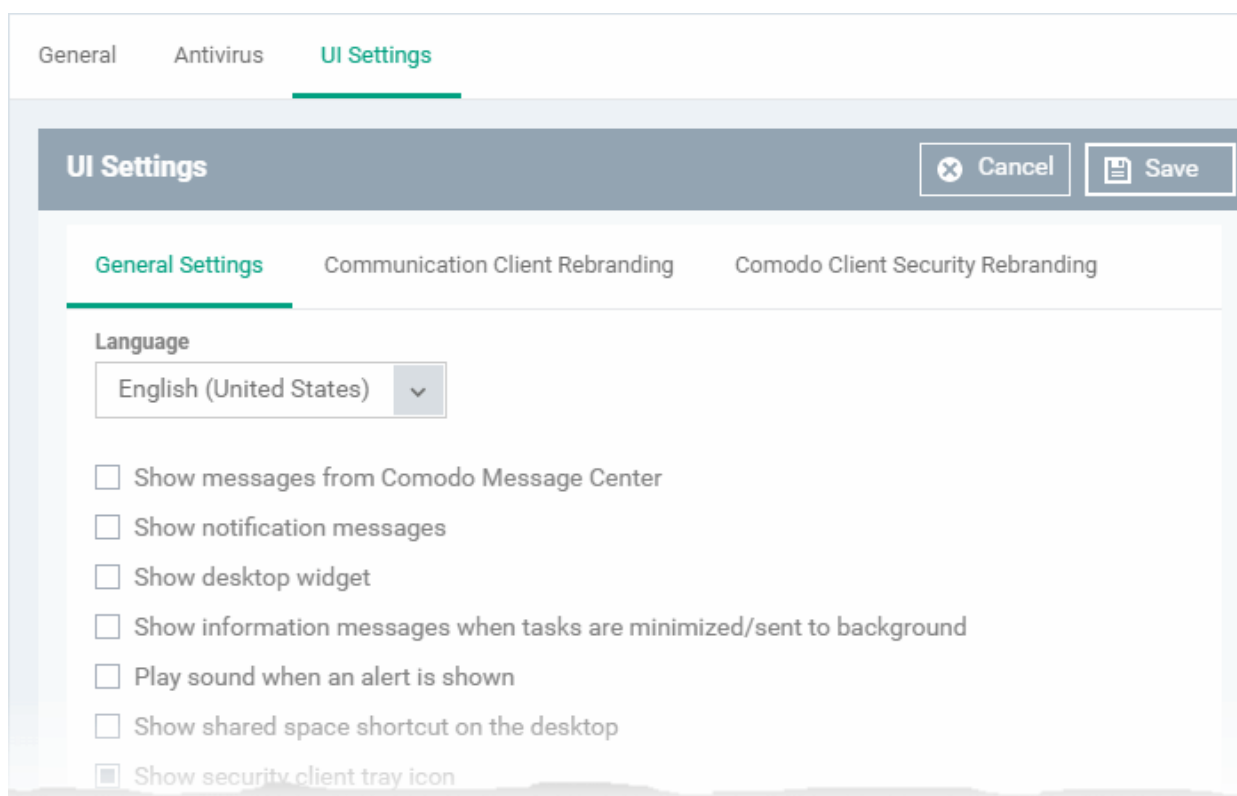 General Antivirus UI Settings
UI Settings Cancel Save
General Settings Communication Client Rebranding Comodo Client Security Rebranding
Language
English (United States)
Show messages from Comodo Message Center
Show notification messages
Show desktop widget
Show information messages when tasks are minimized/sent to background
Play sound when an alert is shown
Show shared space shortcut on the desktop
Show security client tray icon